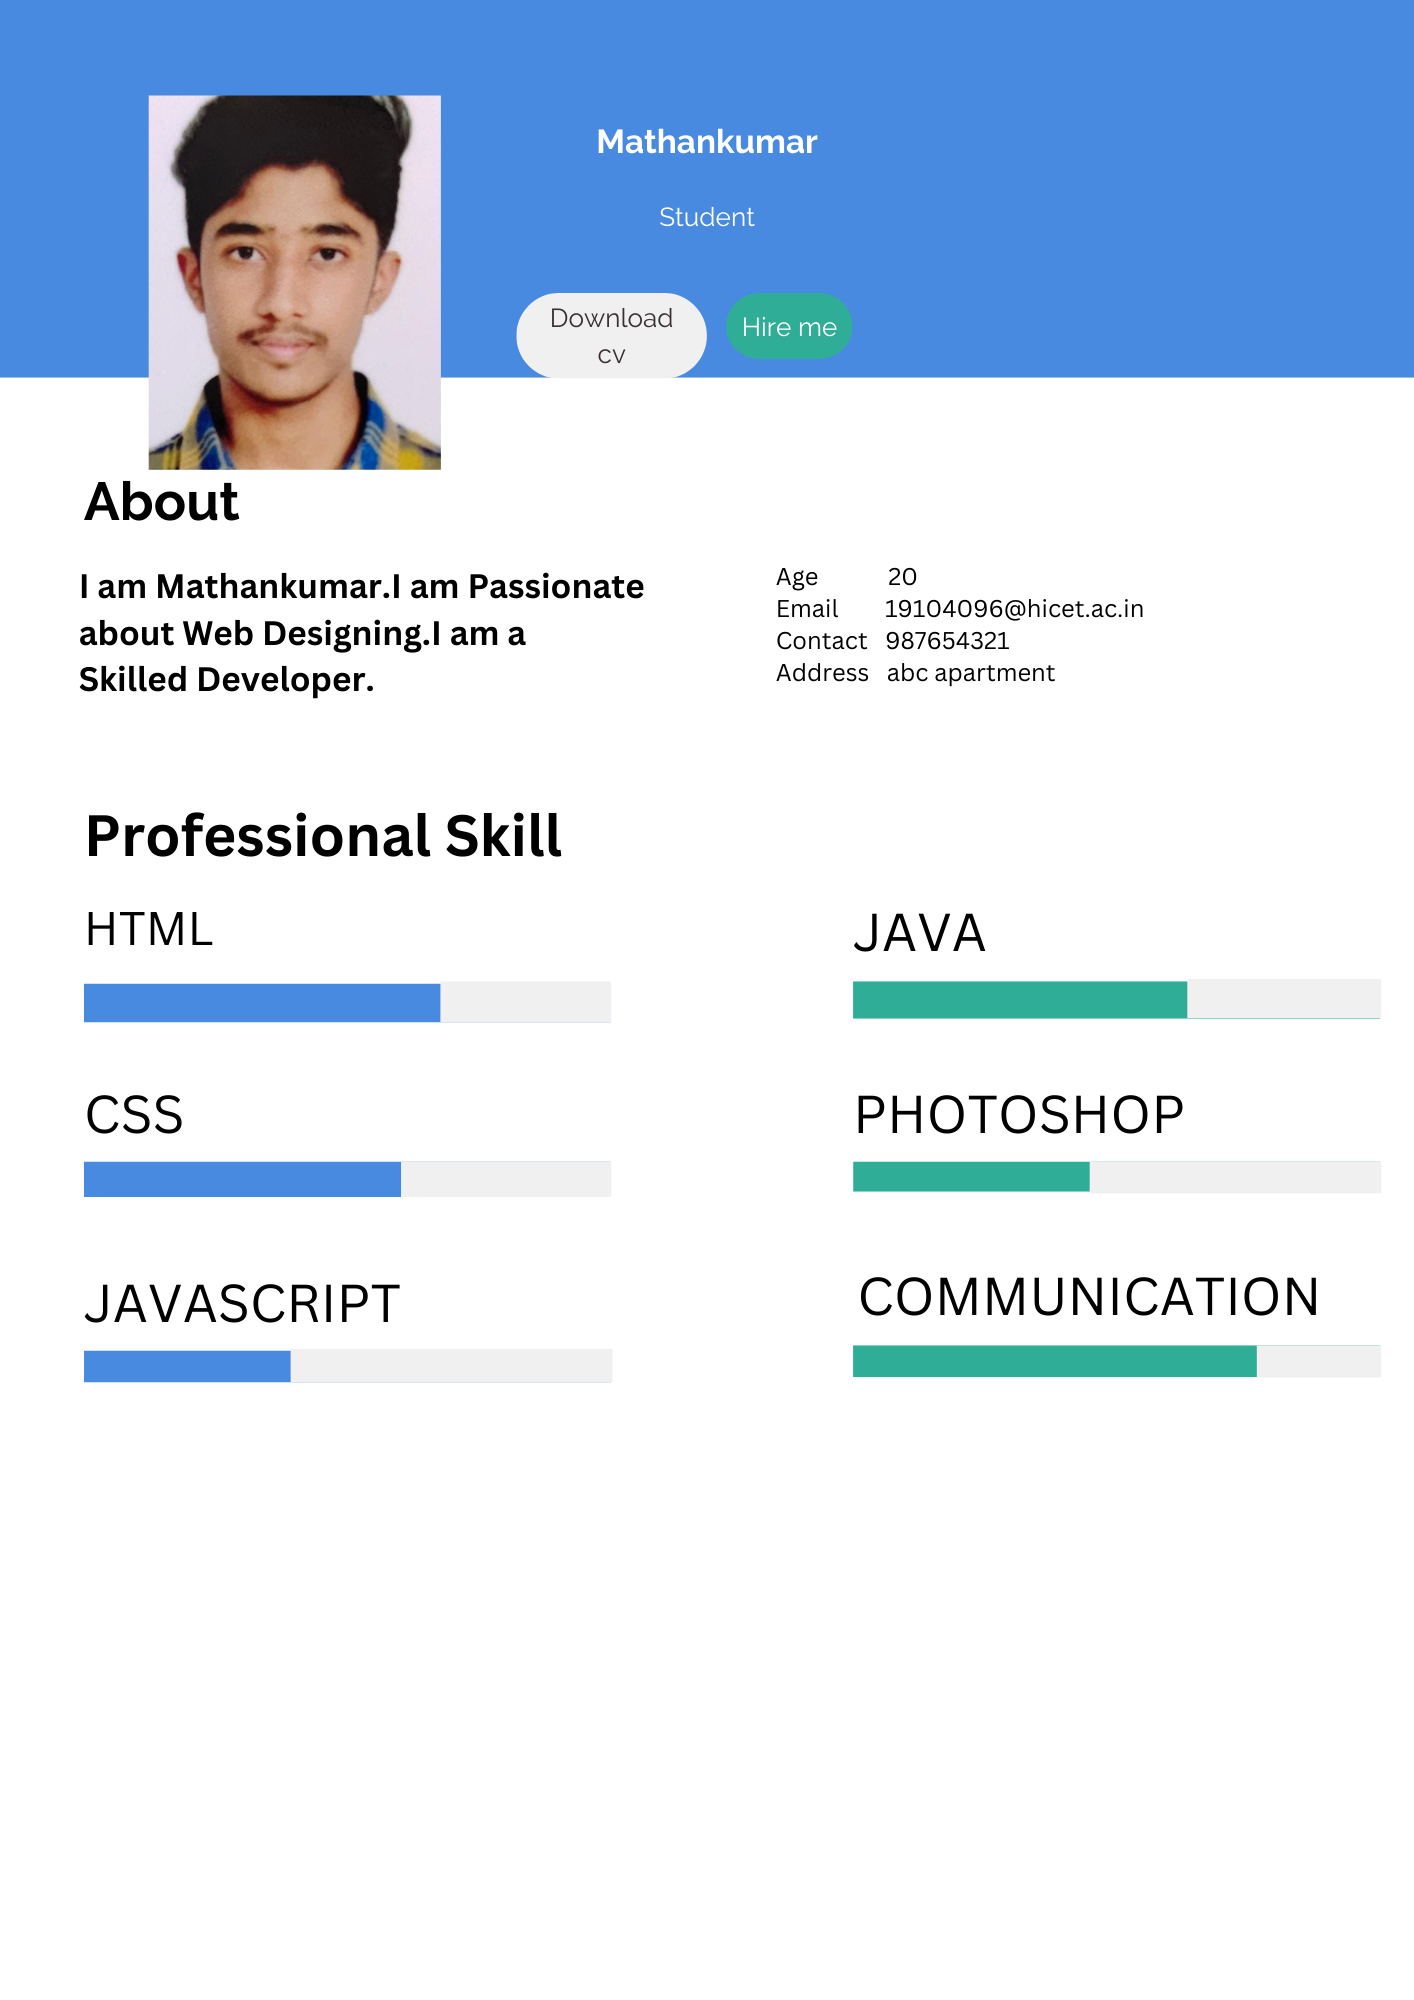 Mathankumar
Student
Download
cv
Hire me
About
I am Mathankumar.I am Passionate
about Web Designing.I am a
Skilled Developer.
Age 20
Email 19104096@hicet.ac.in
Contact 987654321
Address abc apartment
Professional Skill
HTML
JAVA
CSS
PHOTOSHOP
JAVASCRIPT
COMMUNICATION